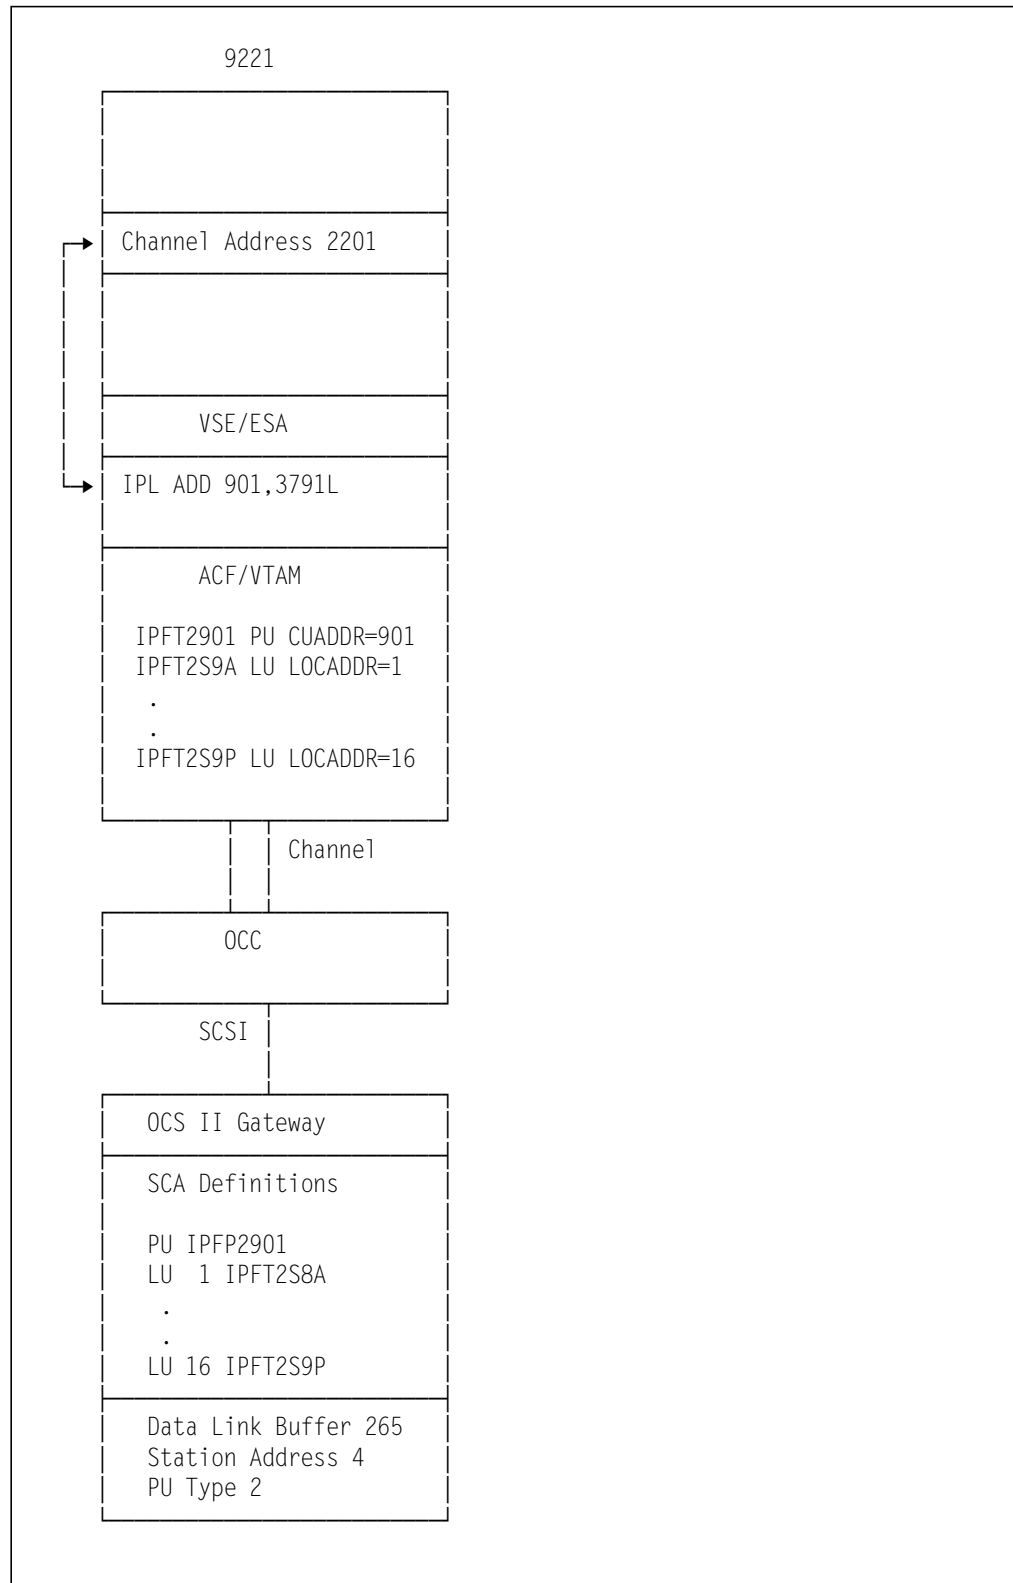 9221
Channel Address 2201
VSE/ESA
IPL ADD 901,3791L
ACF/VTAM
IPFT2901 PU CUADDR=901
IPFT2S9A LU LOCADDR=1
.
.
IPFT2S9P LU LOCADDR=16
Channel
OCC
SCSI
OCS II Gateway
SCA Definitions
PU IPFP2901
LU 1 IPFT2S8A
.
.
LU 16 IPFT2S9P
Data Link Buffer 265
Station Address 4
PU Type 2